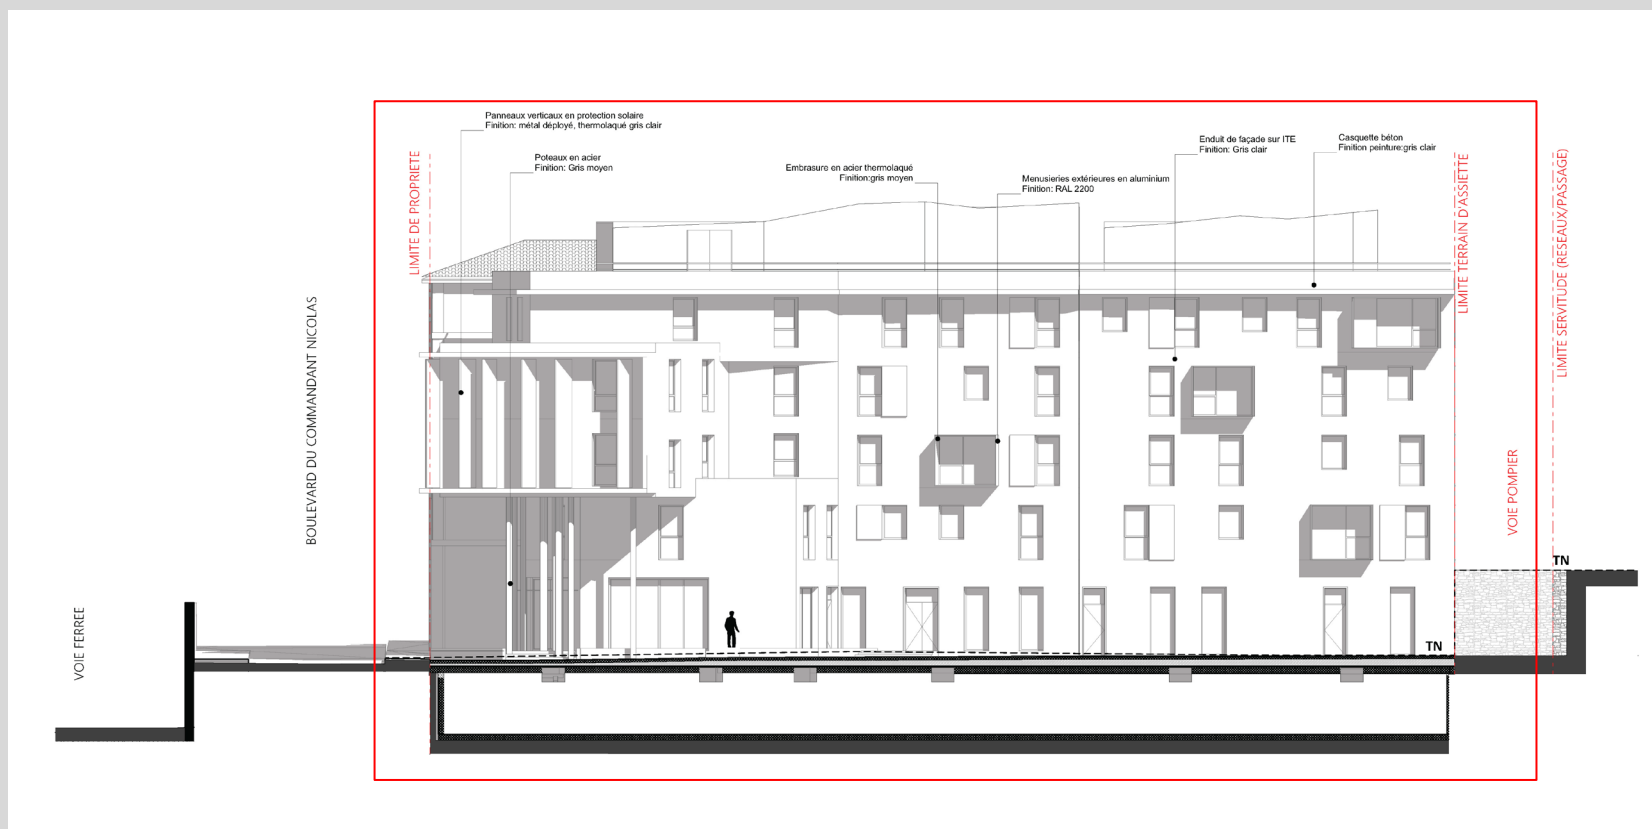 Panneaux verticaux en protection solaire
Finition: métal déployé, thermolaqué gris clair
Poteaux en acier
Finition: Gris moyen
Embrasure en acier thermolaqué
Finition:gris moyen
Menusieries extérieures en aluminium
Finition: RAL 2200
Enduit de façade sur ITE
Finition: Gris clair
Casquette béton
Finition peinture:gris clair
LIMITE DE PROPRIETE
LIMITE TERRAIN D'ASSIETTE
LIMITE SERVITUDE (RESEAUX/PASSAGE)
BOULEVARD DU COMMANDANT NICOLAS
VOIE POMPIER
VOIE FERREE
TN
TN